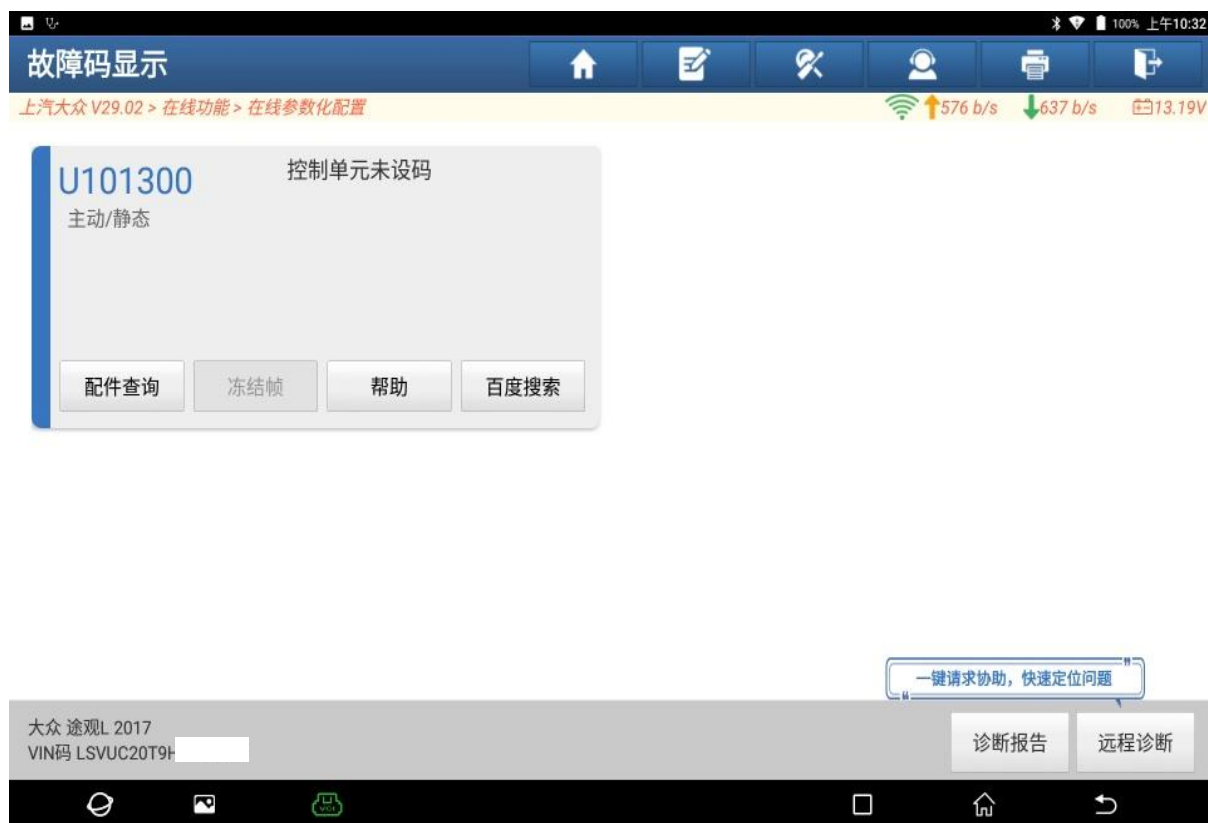 100% 上午10:32
故障码显示
上汽大众 V29.02 > 在线功能 > 在线参数化配置
576 b/s 637 b/s 13.19V
U101300 控制单元未设码
主动/静态
配件查询 冻结帧 帮助 百度搜索
一键请求协助，快速定位问题
大众 途观L 2017
VIN码 LSVUC20T9H
诊断报告 远程诊断
VCI